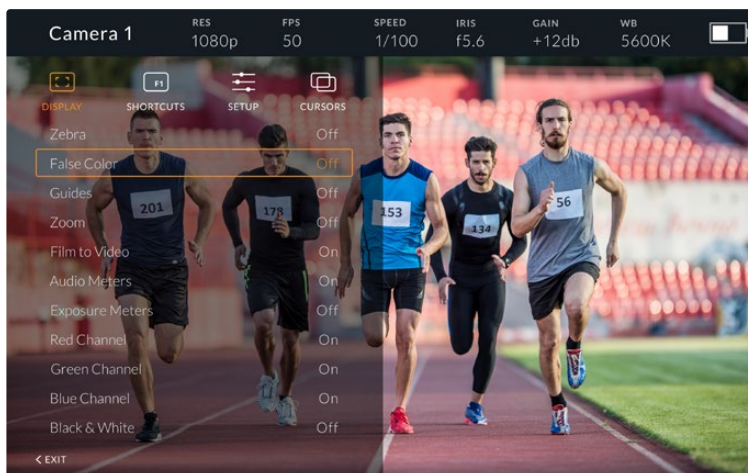 Camera 1
RES FPS SPEED IRIS GAIN WB
1080p 50 1/100 f5.6 +12db 5600K
F1
DISPLAY SHORTCUTS SETUP CURSORS
Zebra Off
False Color Off
Guides Off
Zoom Off
Film to Video On
Audio Meters On
Exposure Meters Off
Red Channel On
Green Channel On
Blue Channel On
Black & White Off
< EXIT
201
178
153
134
56